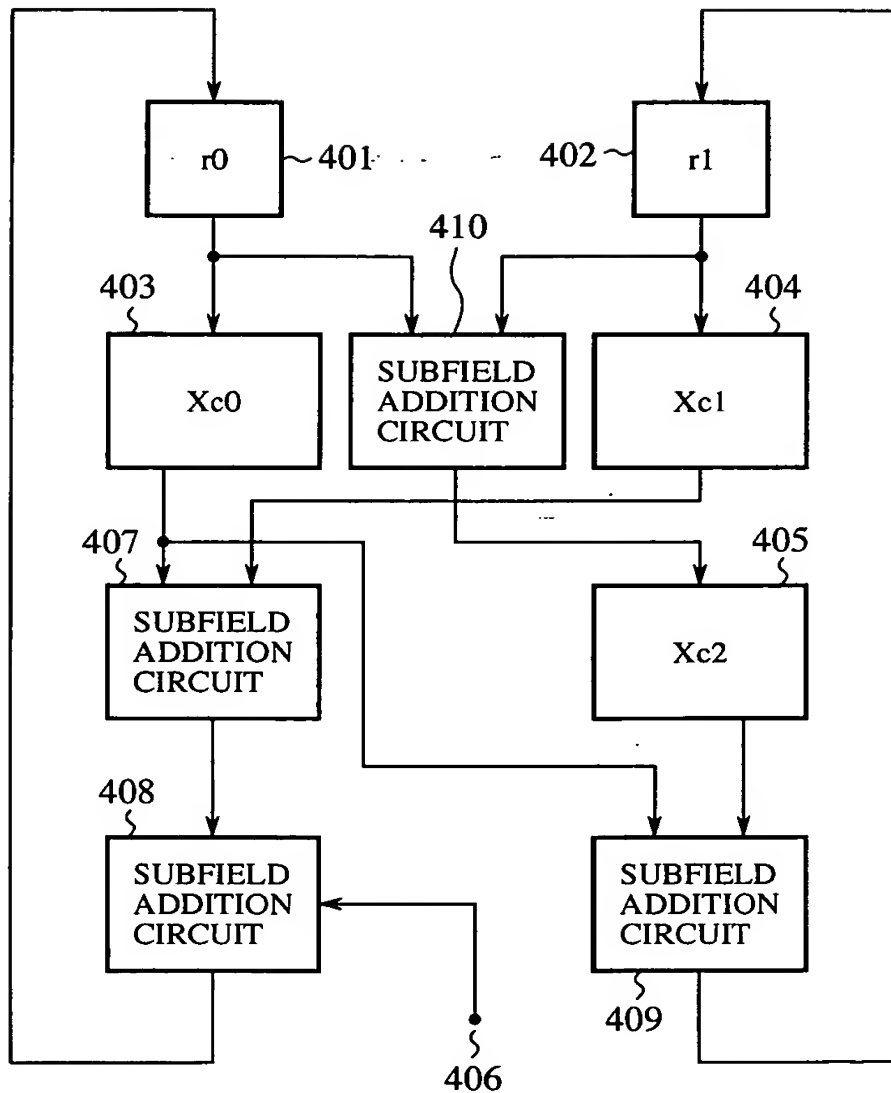 r0
401
402
r1
410
403
404
Xc0
SUBFIELD
ADDITION
CIRCUIT
Xc1
407
405
SUBFIELD
ADDITION
CIRCUIT
Xc2
408
SUBFIELD
ADDITION
CIRCUIT
SUBFIELD
ADDITION
CIRCUIT
409
406